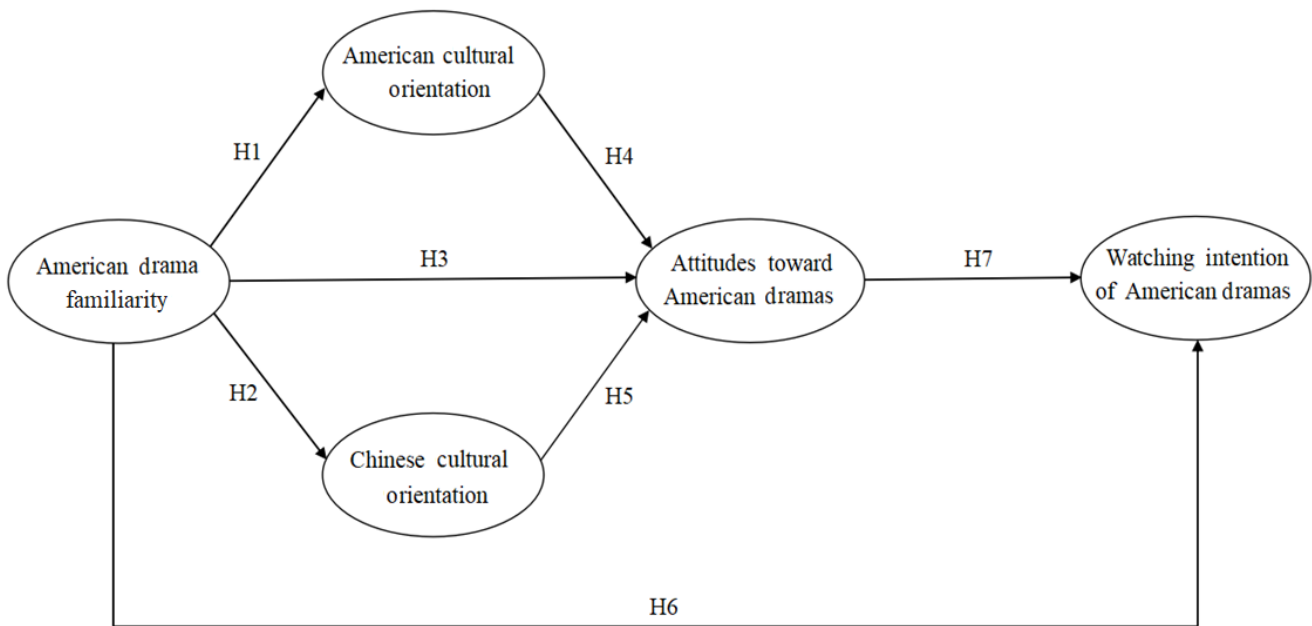 American cultural
orientation
H1
H4
American drama
familiarity
H3
Attitudes toward
American dramas
H7
Watching intention
of American dramas
H2
H5
Chinese cultural
orientation
H6